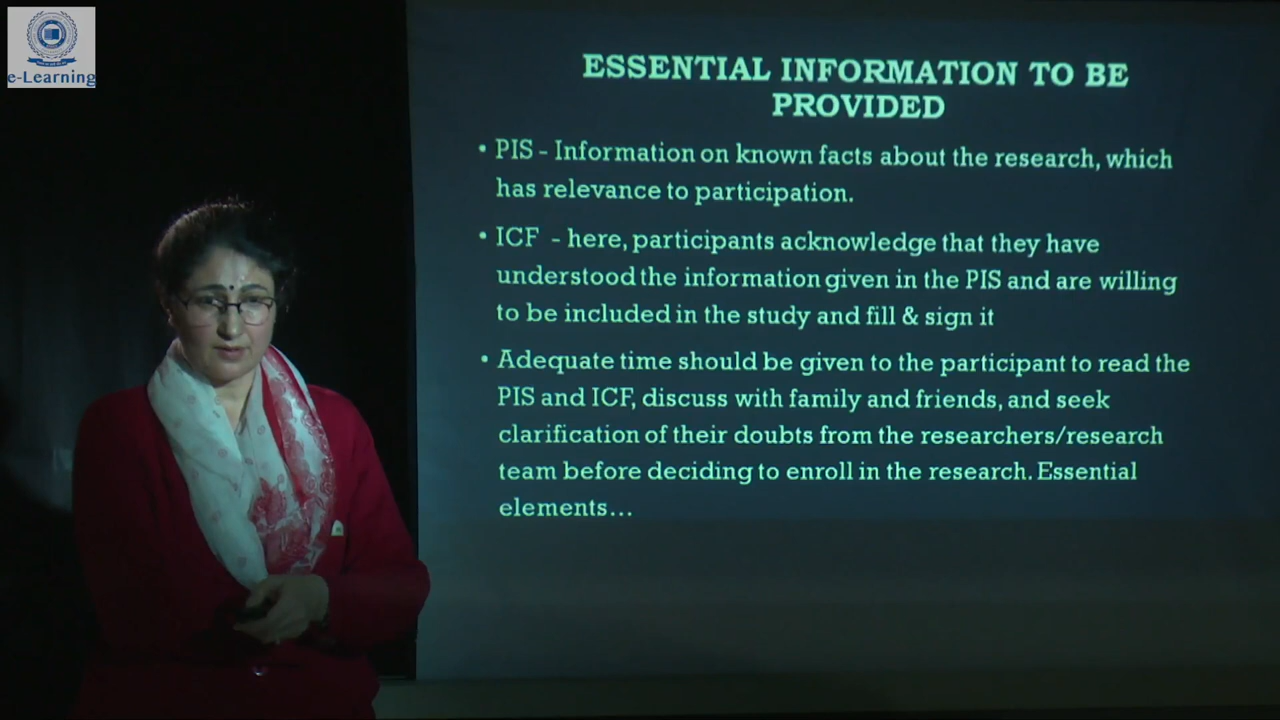 e-Learning
ESSENTIAL INFORMATION TO BE
PROVIDED
• PIS - Information on known facts about the research, which
has relevance to participation.
• ICF - here, participants acknowledge that they have
understood the information given in the PIS and are willing
to be included in the study and fill & sign it
• Adequate time should be given to the participant to read the
PIS and ICF, discuss with family and friends, and seek
clarification of their doubts from the researchers/research
team before deciding to enroll in the research. Essential
elements...